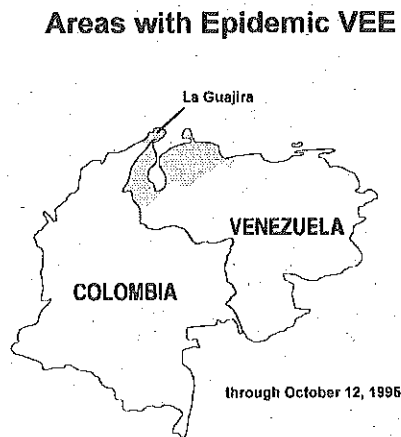 Areas with Epidemic VEE
La Guajira
VENEZUELA
COLOMBIA
through October 12, 1995